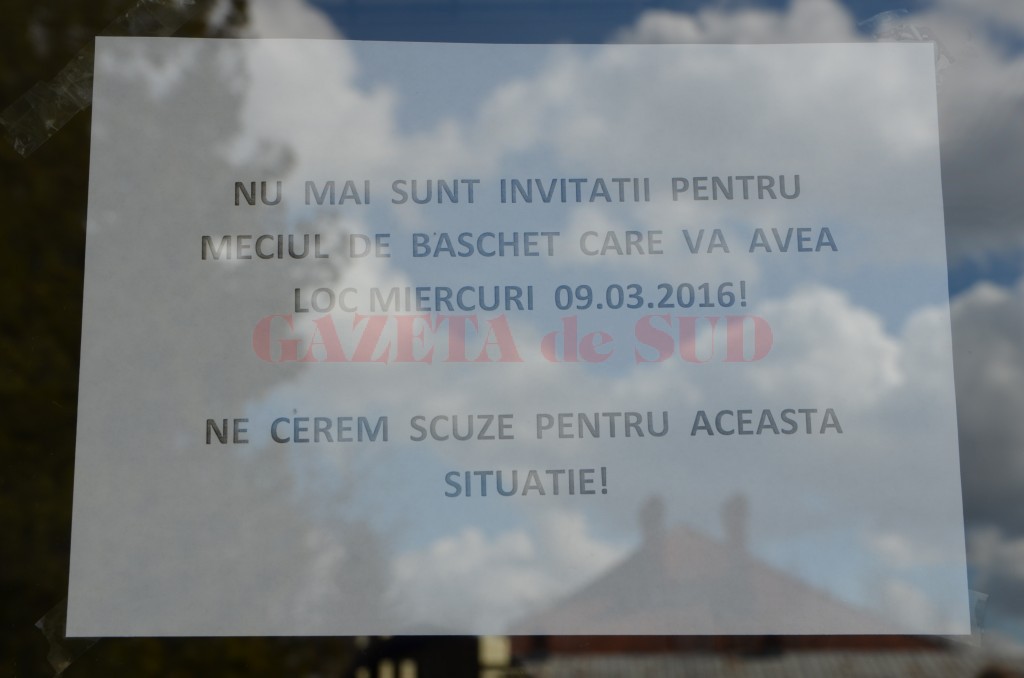 NU MAI SUNT INVITATII PENTRU
MECIUL DE BASCHET CARE VA AVEA
LOC MIERCURI 09.03.2016!
GAZETA de SUD
NE CEREM SCUZE PENTRU ACEASTA
SITUATIE!